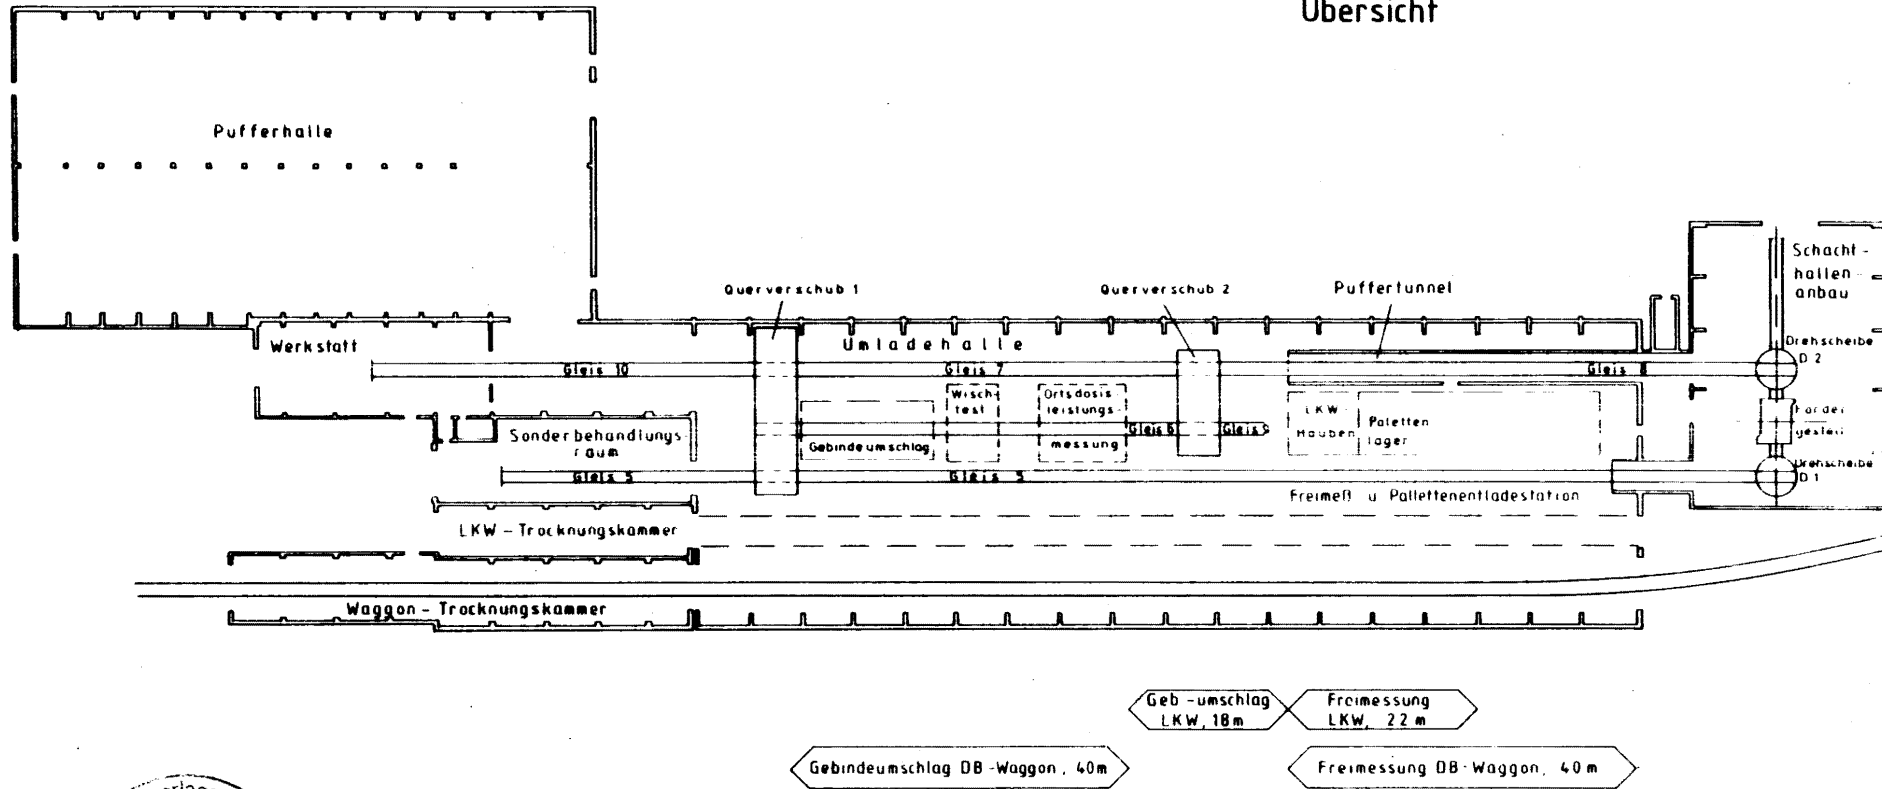 Übersicht
Pufferhalle
Schacht-
hallen-
anbau
Querverschub 1
Querverschub 2
Puffertunnel
Werkstatt
Umladehalle
Drehscheibe
D 2
Gleis 10
Gleis 7
Gleis 8
Wisch-
test
Ortsdosis-
leistungs-
messung
LKW-
Hauben
Paletten
lager
Förder
gestell
Sonderbehandlungs-
raum
Gebindeumschlag
Gleis 6
Gleis 9
Gleis 5
Gleis 5
Drehscheibe
D 1
Freimeß u Pallettenentladestation
LKW-Trocknungskammer
Waggon-Trocknungskammer
Geb-umschlag
LKW, 18m
Freimessung
LKW, 22 m
Gebindeumschlag DB-Waggon, 40m
Freimessung DB-Waggon, 40m